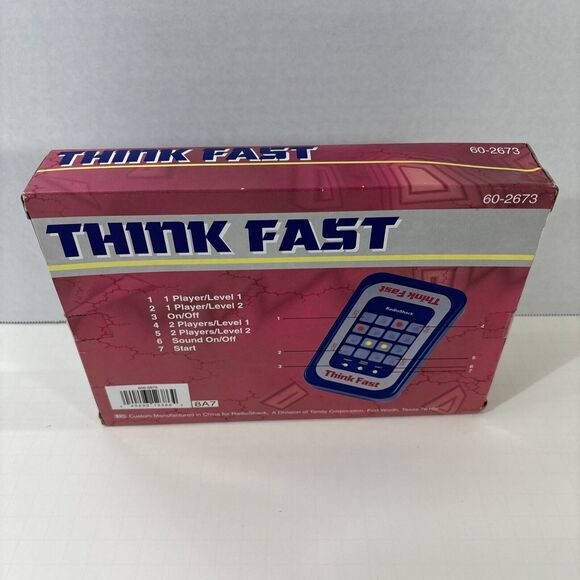 THINK FAST
60-2673
60-2673
THINK FAST
1 1 Player/Level 1
2 1 Player/Level 2
3 On/Off
4 2 Players/Level 1
5 2 Players/Level 2
6 Sound On/Off
7 Start
Think Fast
RadioShack
Think Fast
1
2
3
4
5
8A7
Custom Manufactured in China for RadioShack, A Division of Tandy Corporation, Fort Worth, Texas